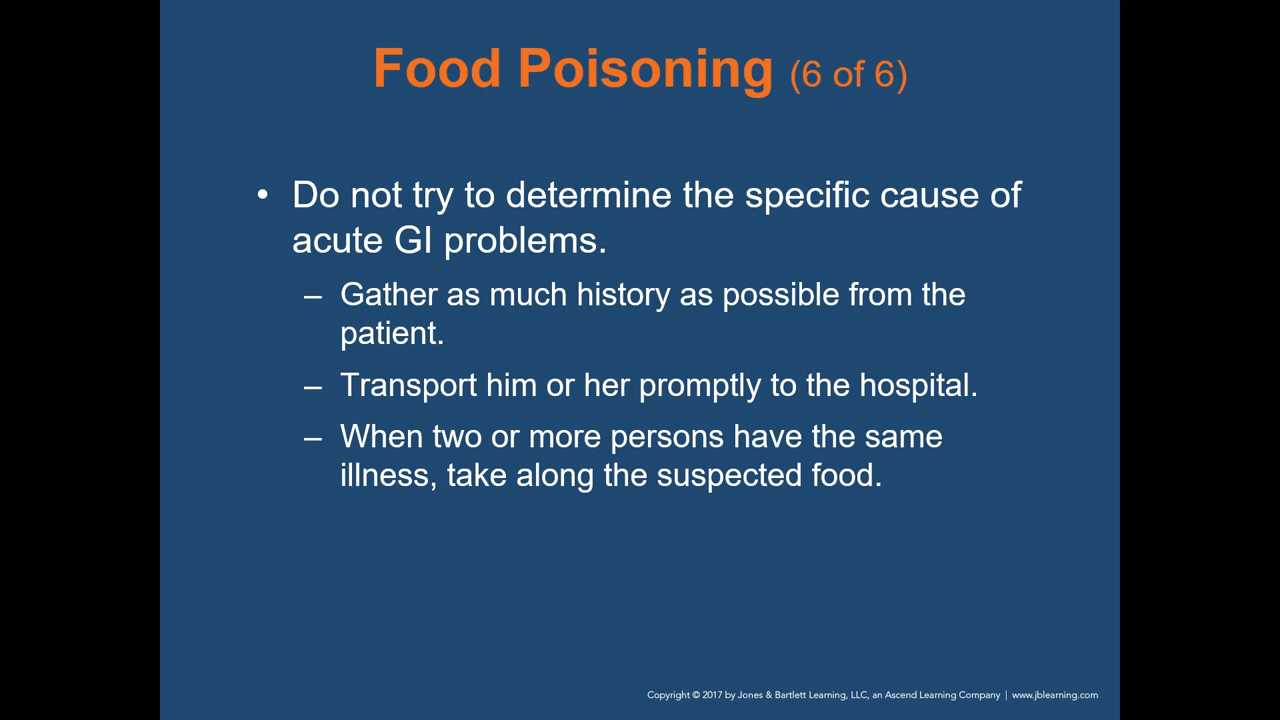 Food Poisoning (6 of 6)
• Do not try to determine the specific cause of
acute GI problems.
– Gather as much history as possible from the
patient.
– Transport him or her promptly to the hospital.
– When two or more persons have the same
illness, take along the suspected food.
Copyright © 2017 by Jones & Bartlett Learning, LLC, an Ascend Learning Company | www.jblearning.com